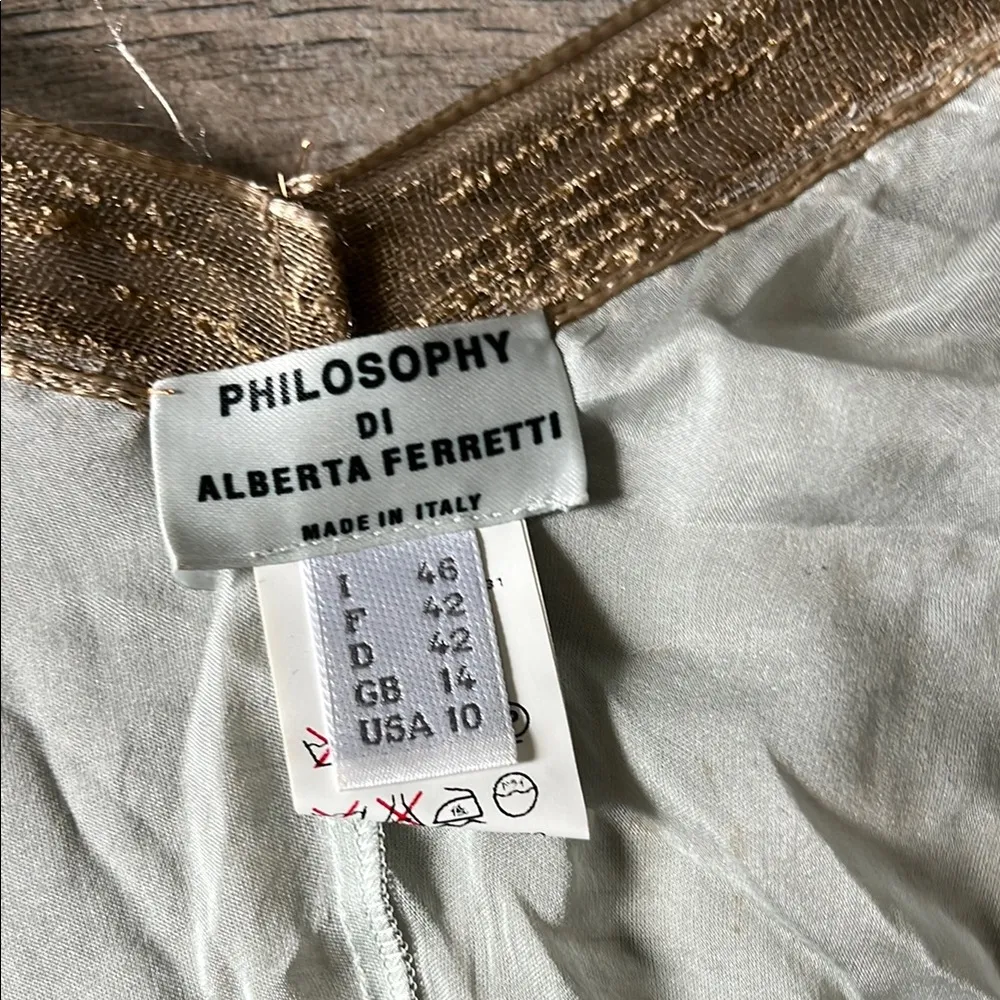 PHILOSOPHY
DI
ALBERTA FERRETTI
MADE IN ITALY
I 46
F 42
D 42
GB 14
USA 10